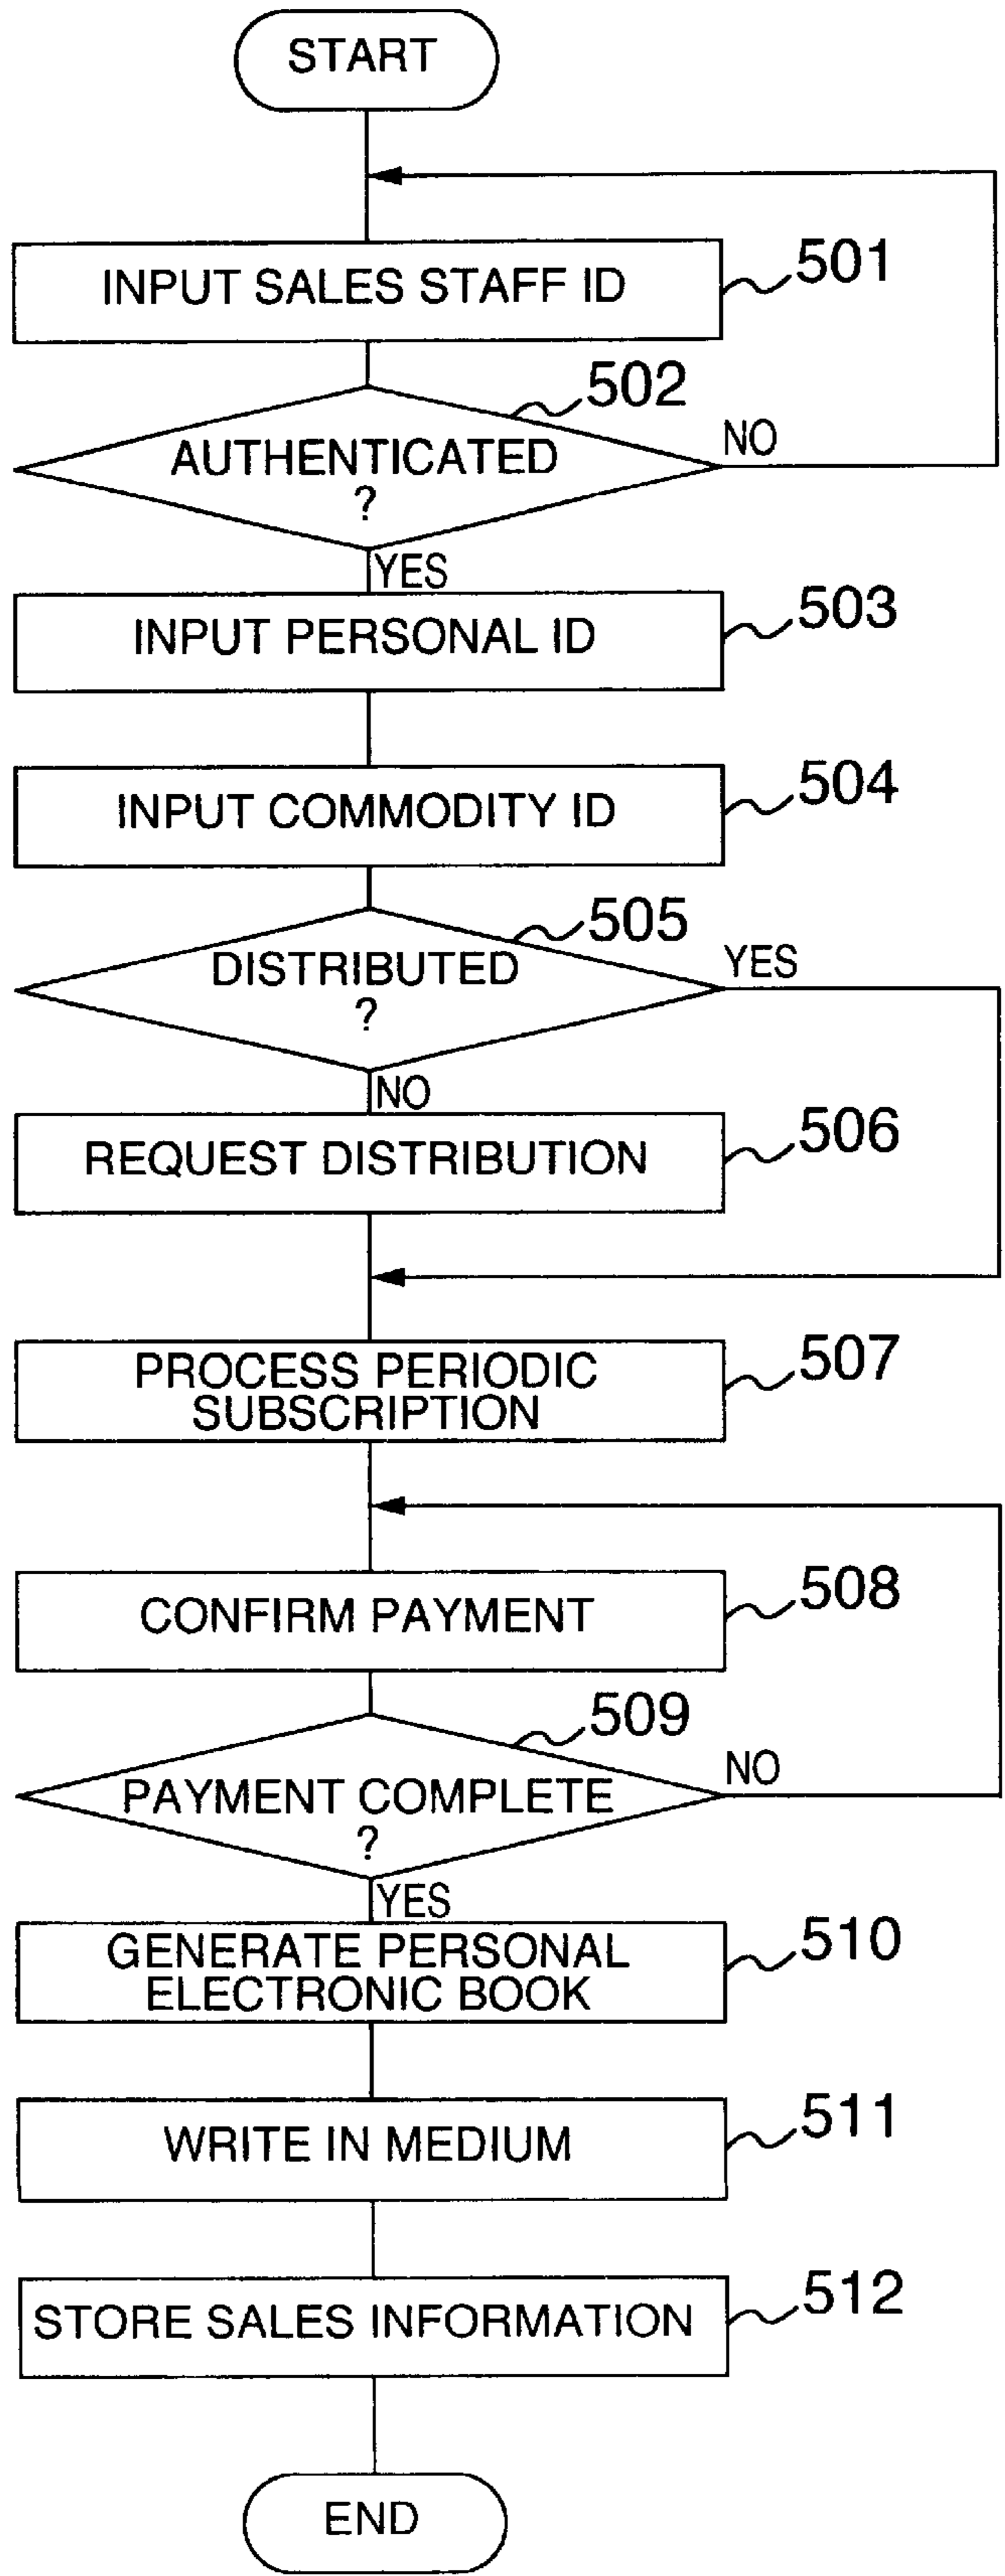 START
INPUT SALES STAFF ID
501
502
AUTHENTICATED
?
NO
YES
INPUT PERSONAL ID
503
INPUT COMMODITY ID
504
505
DISTRIBUTED
?
YES
NO
REQUEST DISTRIBUTION
506
PROCESS PERIODIC
SUBSCRIPTION
507
CONFIRM PAYMENT
508
509
PAYMENT COMPLETE
?
NO
YES
GENERATE PERSONAL
ELECTRONIC BOOK
510
WRITE IN MEDIUM
511
STORE SALES INFORMATION
512
END